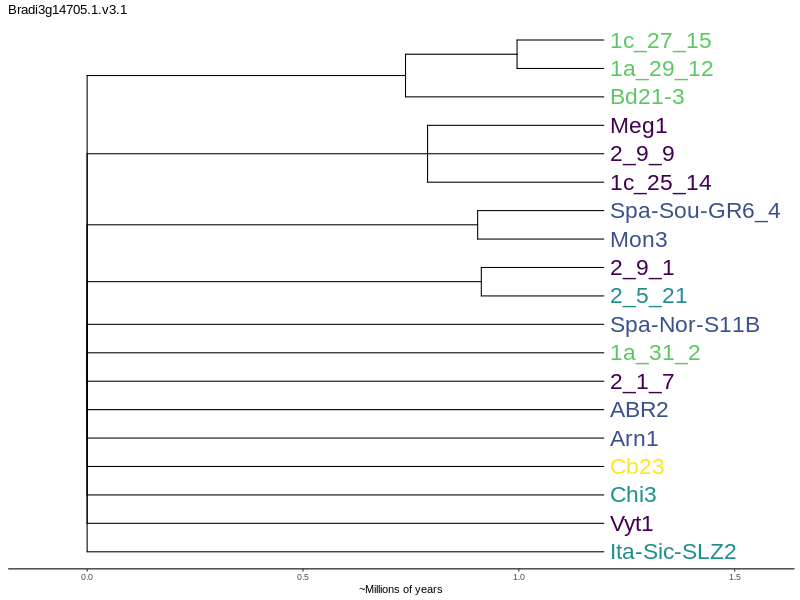 Bradi3g14705.1.v3.1
1c_27_15
1a_29_12
Bd21-3
Meg1
2_9_9
1c_25_14
Spa-Sou-GR6_4
Mon3
2_9_1
2_5_21
Spa-Nor-S11B
1a_31_2
2_1_7
ABR2
Arn1
Cb23
Chi3
Vyt1
Ita-Sic-SLZ2
0.0 0.5 1.0 1.5
~Millions of years